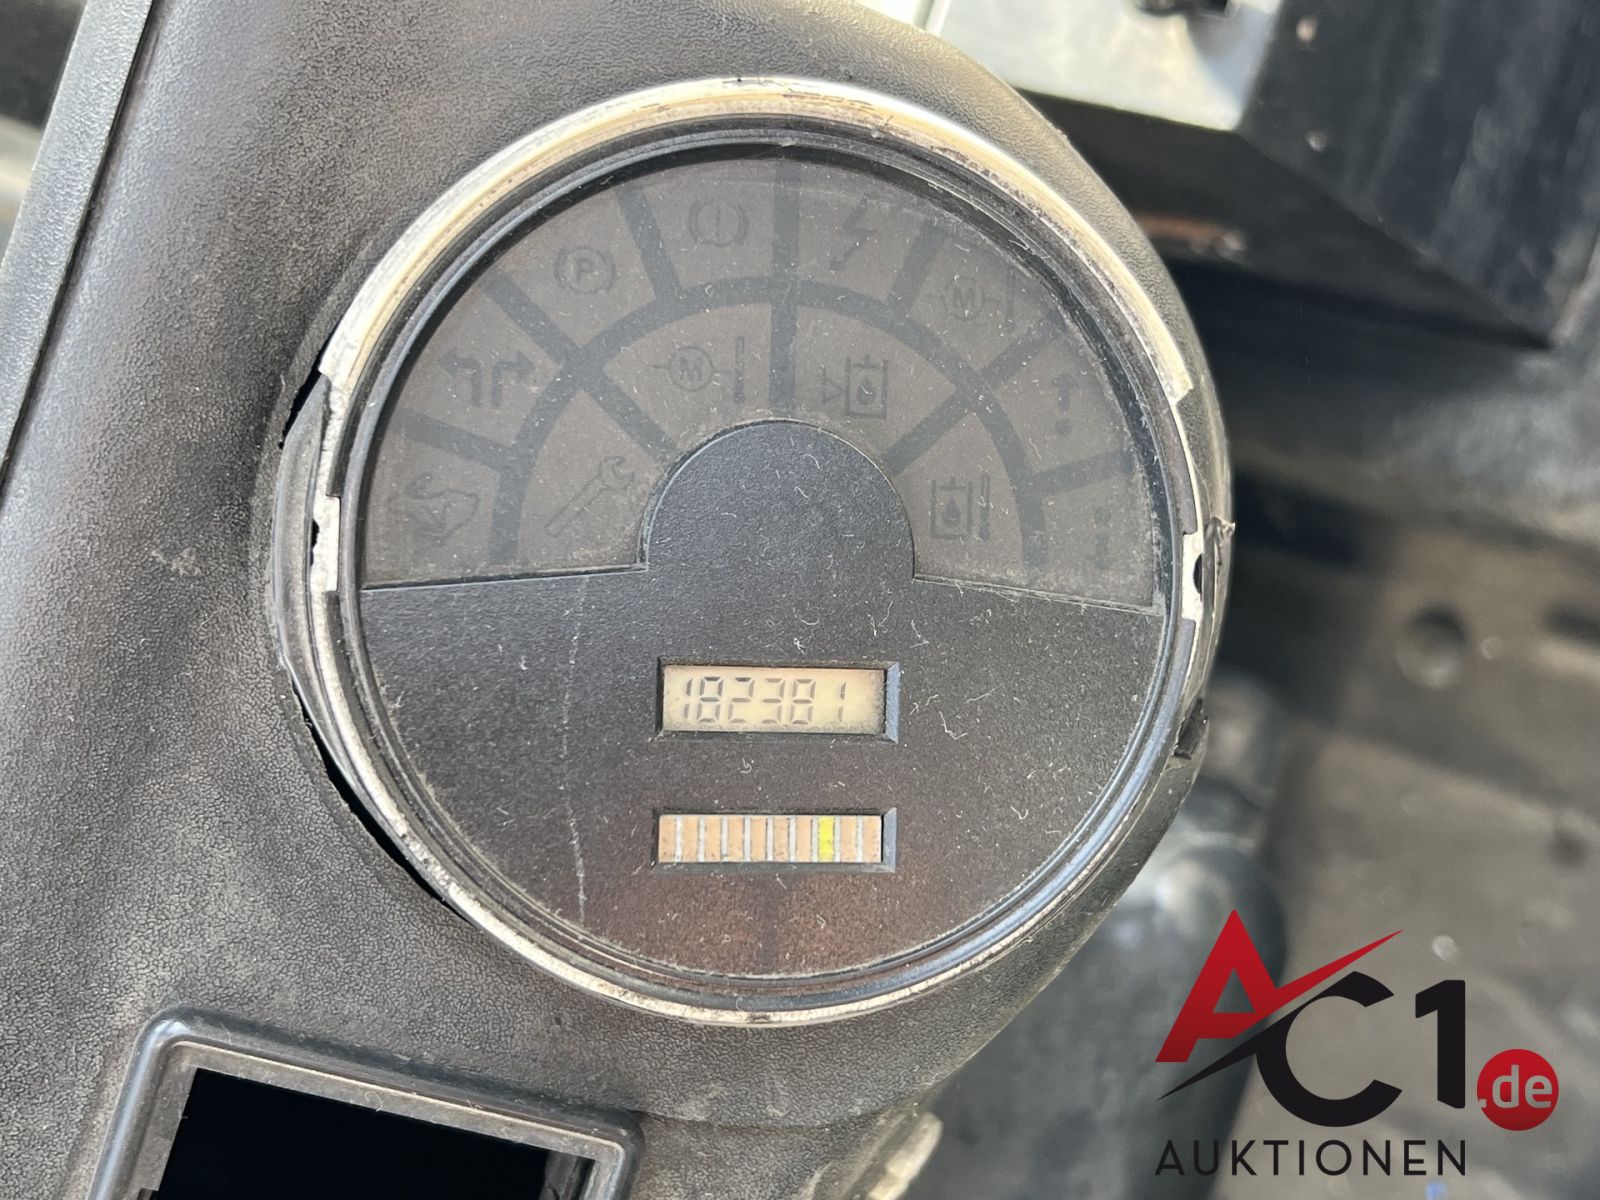 P
M
M
182381
AC1.de
AUKTIONEN